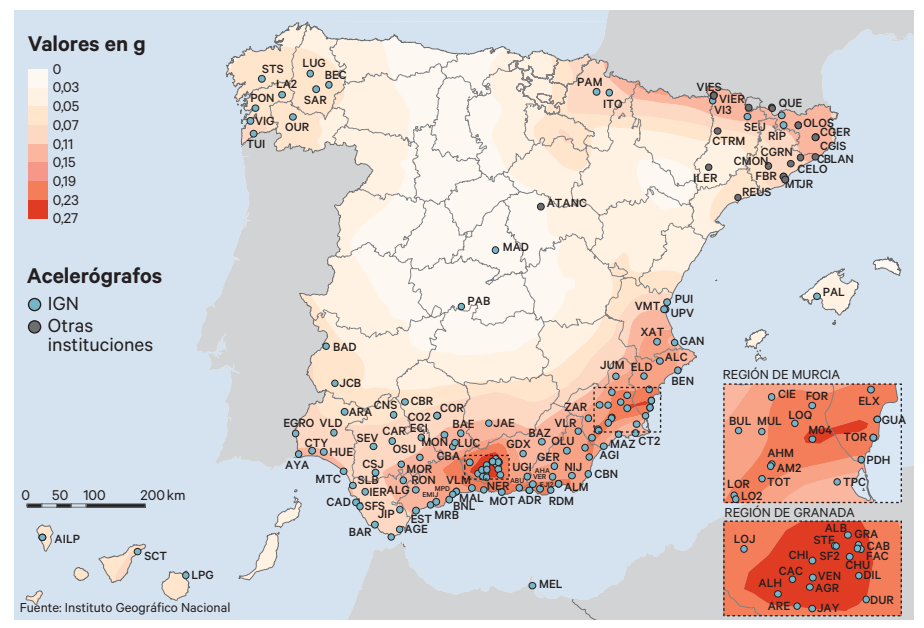 Valores en g
0
0,03
0,05
0,07
0,11
0,15
0,19
0,23
0,27
Acelerógrafos
IGN
Otras
instituciones
STS
LUG
BEC
LA2
SAR
PON
VIG
OUR
TUI
PAM
ITO
VIES
VIER
VI3
QUE
SEU
RIP
OLOS
CGER
CGIS
CTRM
CGRN
CMON
CBLAN
CELO
FBR
MTJR
ILER
REUS
ATANC
MAD
PAB
PAL
PUI
VMT
UPV
XAT
GAN
ALC
BEN
JUM
ELD
BAD
JCB
ARA
CNS
CBR
CO2
COR
ZAR
EGRO
VLD
CAR
ECI
BAE
JAE
VLR
CTY
HUE
SEV
OSU
MON
LUC
GDX
BAZ
OLU
MAZ
CT2
AYA
CBA
GER
AGI
CSJ
MOR
UGI
AHA
NIJ
CBN
MTC
SLB
RON
VLM
NER
ABU
VER
IER
ALG
EMIJ
MPD
MAL
MOT
ADR
RDM
ALM
CAD
SFS
JIP
EST
MRB
BNL
BAR
AGE
MEL
0 50 100 200 km
AILP
SCT
LPG
REGIÓN DE MURCIA
CIE
FOR
ELX
BUL
MUL
LOQ
GUA
M04
TOR
AHM
AM2
PDH
LOR
TOT
TPC
LO2
REGIÓN DE GRANADA
ALB
LOJ
STF
GRA
CAB
CHI
SF2
FAC
CHU
CAC
VEN
DIL
ALH
AGR
ARE
JAY
DUR
Fuente: Instituto Geográfico Nacional